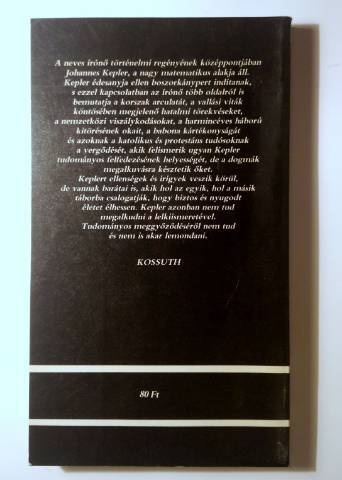 A neves írónő történelmi regényének középpontjában
Johannes Kepler, a nagy matematikus alakja áll.
Kepler édesanyja ellen boszorkánypert indítanak,
s ezzel kapcsolatban az írónő több oldalról is
bemutatja a korszak arculatát, a vallási viták
köntösében megjelenő hatalmi törekvéseket,
a nemzetközi viszálykodásokat, a harmincéves háború
kitörésének okait, a babona kártékonyságát
és azoknak a katolikus és protestáns tudósoknak
a vergődését, akik felismerik ugyan Kepler
tudományos felfedezésének helyességét, de a dogmák
megalkuvásra késztetik őket.
Keplert ellenségek és irigyek veszik körül,
de vannak barátai is, akik hol az egyik, hol a másik
táborba csalogatják, hogy biztos és nyugodt
életet élhessen. Kepler azonban nem tud
megalkudni a lelkiismeretével.
Tudományos meggyőződéséről nem tud
és nem is akar lemondani.
KOSSUTH
80 Ft